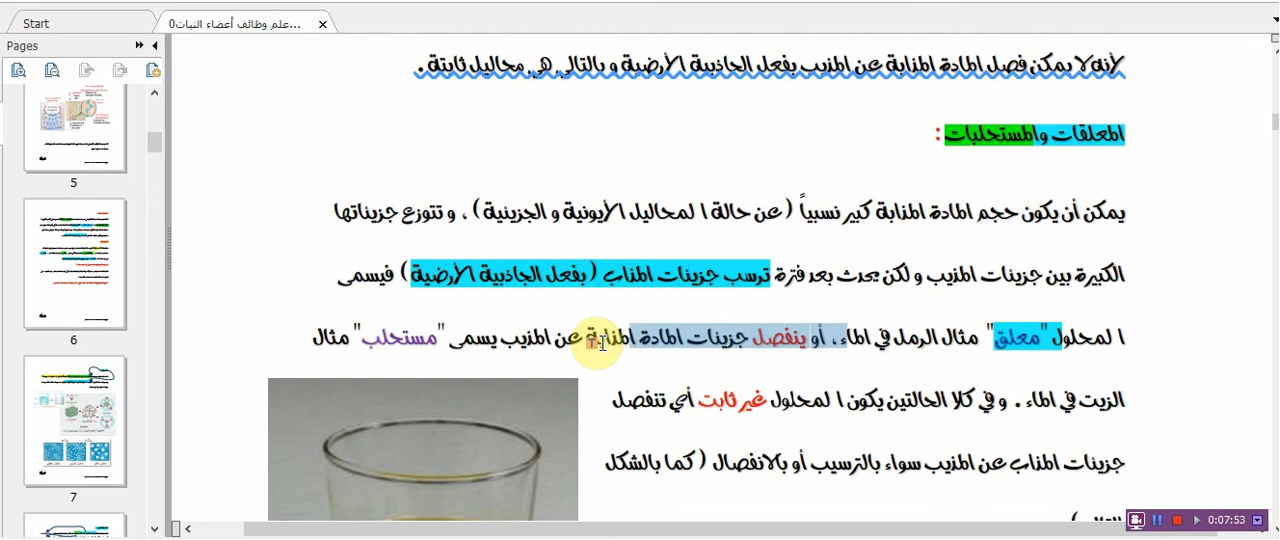 Start
علم وظائف أعضاء النبات0...
Pages
5
6
7
لأنه لا يمكن فصل المادة المذابة عن المذيب بفعل الجاذبية الأرضية و بالتالي هي محاليل ثابتة .
المعلقات والمستحلبات :
يمكن أن يكون حجم المادة المذابة كبير نسبياً ( عن حالة ا لمحاليل الأيونية و الجزيئية ) ، و تتوزع جزيئاتها
الكبيرة بين جزيئات المذيب و لكن يحدث بعد فترة ترسب جزيئات المذاب ( بفعل الجاذبية الأرضية ) فيسمى
ا لمحلول "معلق" مثال الرمل في الماء ، أو ينفصل جزيئات المادة المذابة عن المذيب يسمى "مستحلب" مثال
الزيت في الماء . و في كلا الحالتين يكون ا لمحلول غير ثابت أي تنفصل
جزيئات المذاب عن المذيب سواء بالترسيب أو بالانفصال ( كما بالشكل
0:07:53